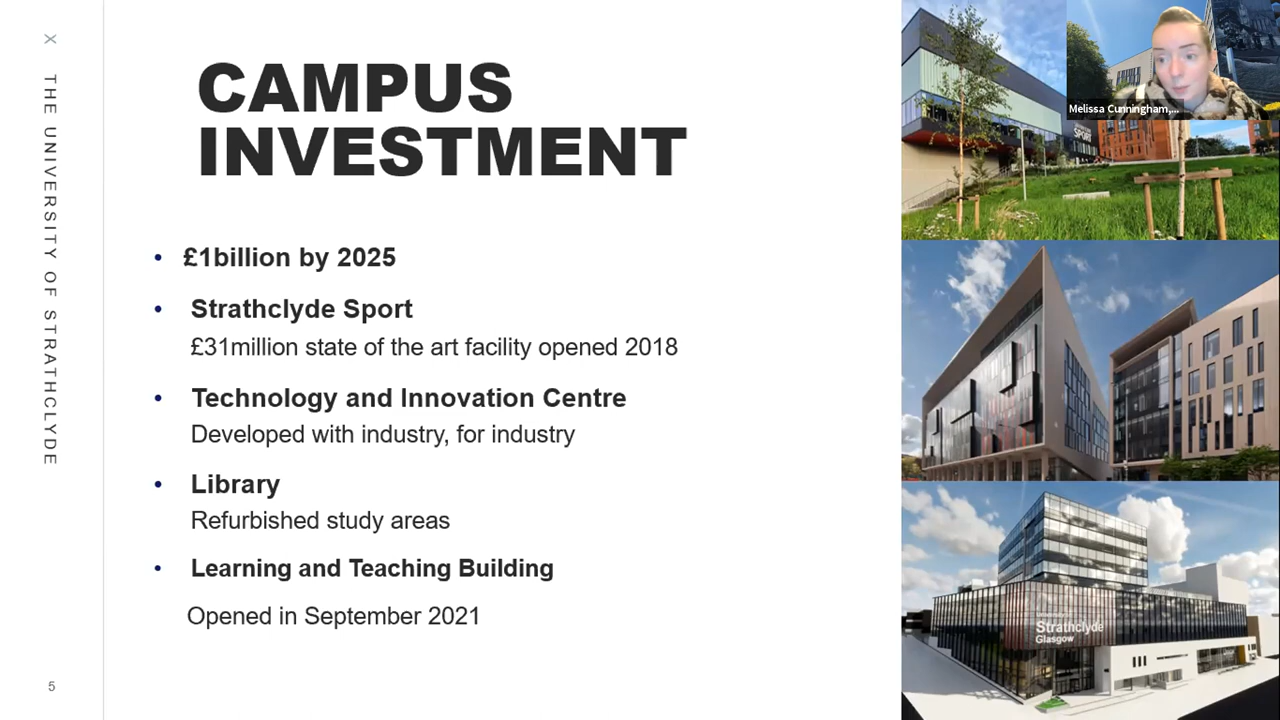 X THE UNIVERSITY OF STRATHCLYDE
CAMPUS
INVESTMENT
• £1billion by 2025
• Strathclyde Sport
£31million state of the art facility opened 2018
• Technology and Innovation Centre
Developed with industry, for industry
• Library
Refurbished study areas
• Learning and Teaching Building
Opened in September 2021
5
Melissa Cunningham,...
SPORT
Strathclyde
Glasgow